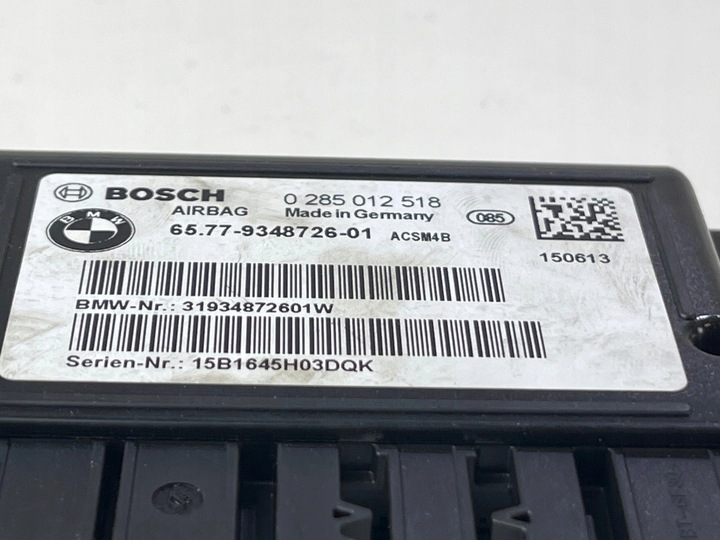 BOSCH 0 285 012 518
AIRBAG Made in Germany 085
BMW 65.77-9348726-01 ACSM4B
150613
BMW-Nr.: 31934872601W
Serien-Nr.: 15B1645H03DQK